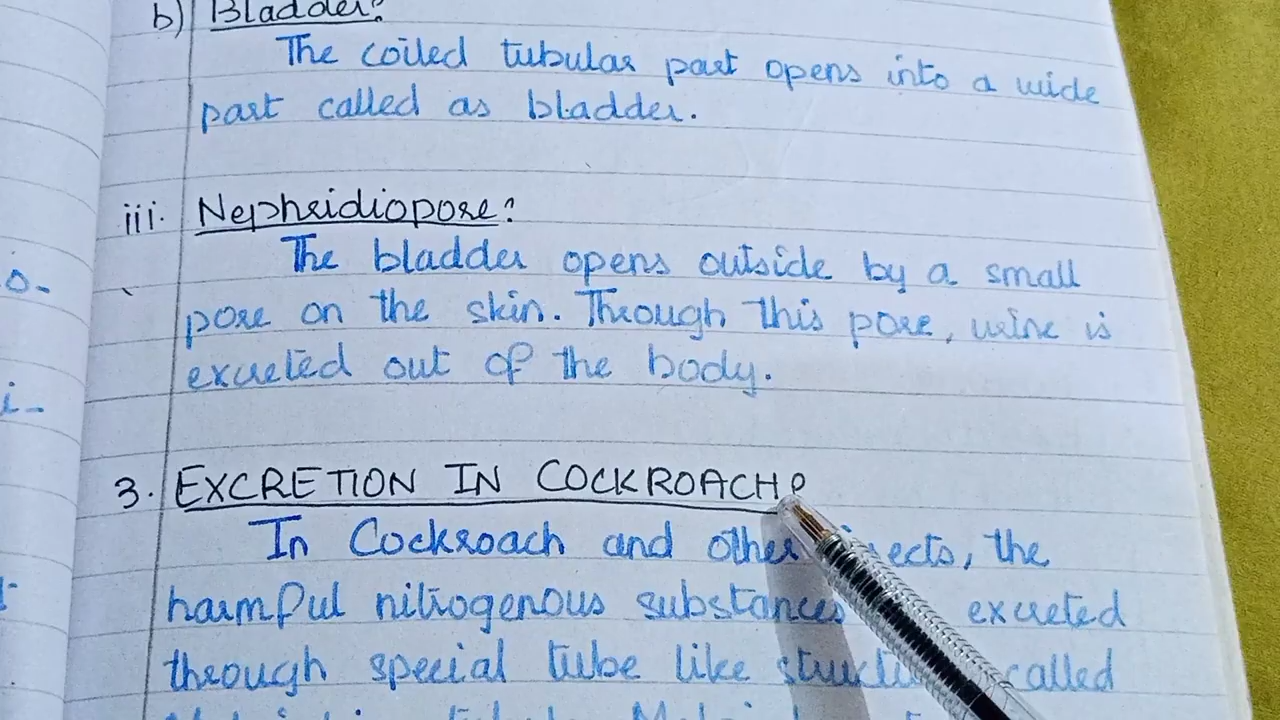 b) Bladder:
The coiled tubular part opens into a wide
part called as bladder.
iii. Nephridiopore:
The bladder opens outside by a small
o-
pore on the skin. Through this pore, urine is
excreted out of the body.
i-
3. EXCRETION IN COCKROACH:
In Cockroach and other the
harmful nitrogenous substances excreted
through special tube like called